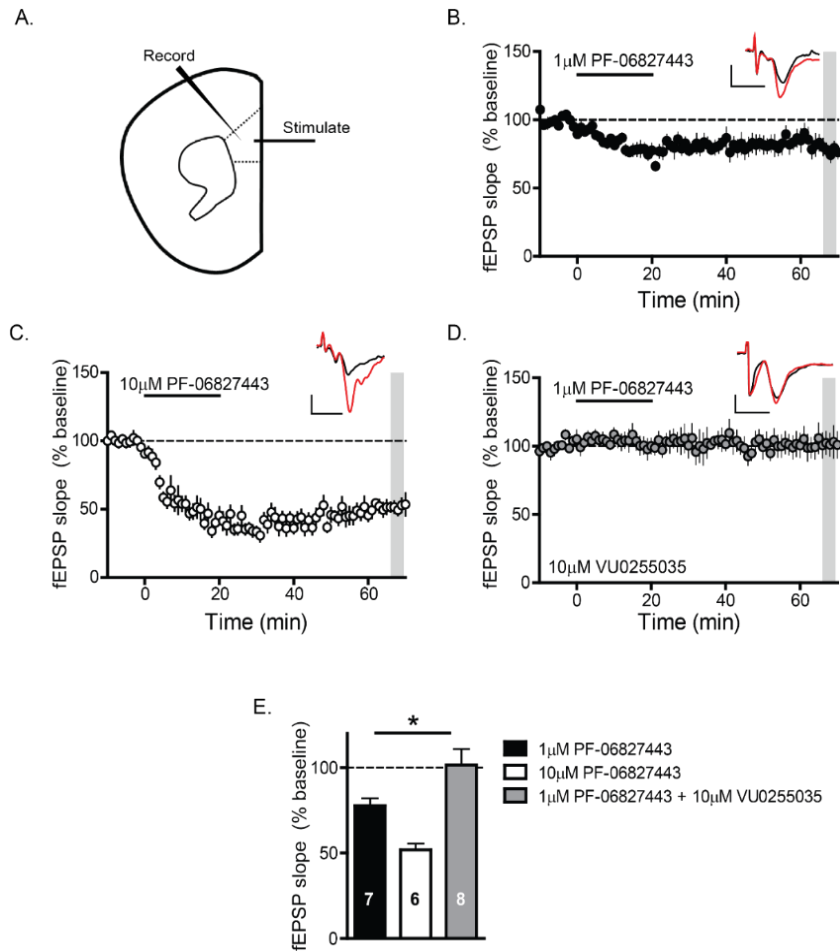 A.
Record
Stimulate
B.
fEPSP slope (% baseline)
150
100
50
0
1μM PF-06827443
0
20
40
60
Time (min)
C.
fEPSP slope (% baseline)
150
100
50
0
10μM PF-06827443
0
20
40
60
Time (min)
D.
fEPSP slope (% baseline)
150
100
50
0
1μM PF-06827443
10μM VU0255035
0
20
40
60
Time (min)
E.
fEPSP slope (% baseline)
100
50
0
*
7
6
8
1μM PF-06827443
10μM PF-06827443
1μM PF-06827443 + 10μM VU0255035